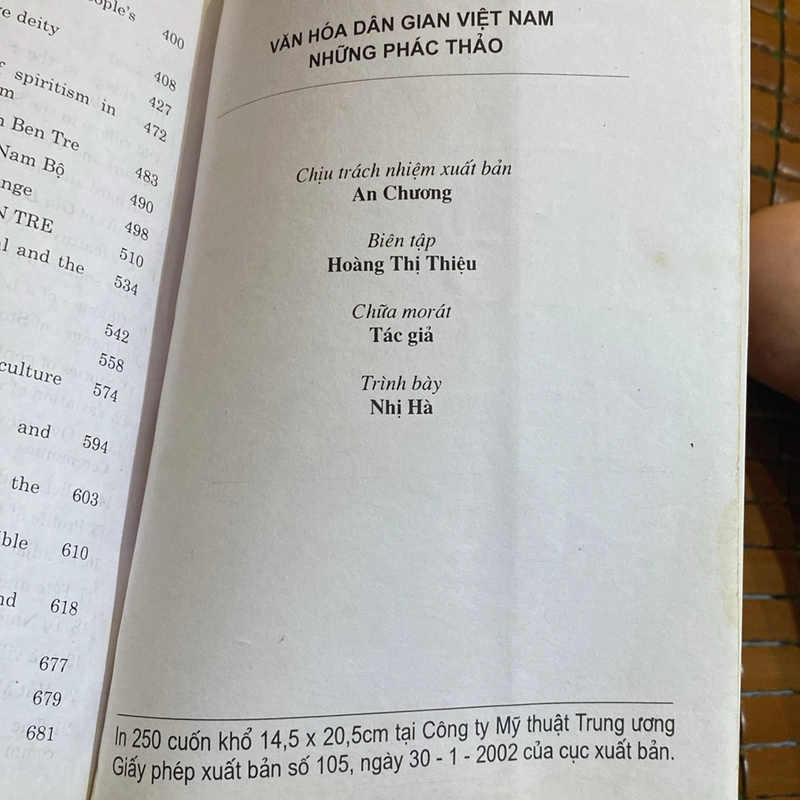 ople's
400
e deity
408
427
f spiritism in
472
m
n Ben Tre
483
Nam Bộ
490
nge
498
N TRE
510
l and the
534
542
558
culture
574
and
594
the
603
ible
610
nd
618
677
679
681
VĂN HÓA DÂN GIAN VIỆT NAM
NHỮNG PHÁC THẢO
Chịu trách nhiệm xuất bản
An Chương
Biên tập
Hoàng Thị Thiệu
Chữa morát
Tác giả
Trình bày
Nhị Hà
In 250 cuốn khổ 14,5 x 20,5cm tại Công ty Mỹ thuật Trung ương
Giấy phép xuất bản số 105, ngày 30 - 1 - 2002 của cục xuất bản.